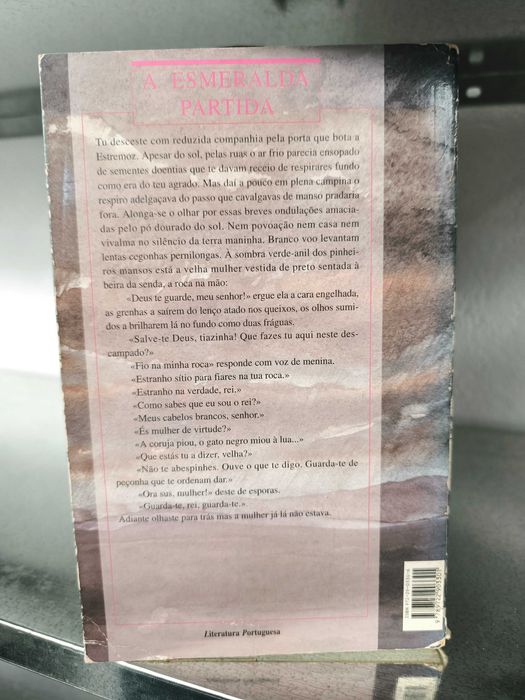 A ESMERALDA
PARTIDA
Tu desceste com reduzida companhia pela porta que bota a
Estremoz. Apesar do sol, pelas ruas o ar frio parecia ensopado
de sementes doentias que te davam receio de respirares fundo
como era do teu agrado. Mas daí a pouco em plena campina o
respiro adelgaçava do passo que cavalgavas de manso pradaria
fora. Alonga-se o olhar por essas breves ondulações amacia-
das pelo pó dourado do sol. Nem povoação nem casa nem
vivalma no silêncio da terra maninha. Branco voo levantam
lentas cegonhas pernilongas. À sombra verde-anil dos pinhei-
ros mansos está a velha mulher vestida de preto sentada à
beira da senda, a roca na mão:
«Deus te guarde, meu senhor!» ergue ela a cara engelhada,
as grenhas a saírem do lenço atado nos queixos, os olhos sumi-
dos a brilharem lá no fundo como duas fráguas.
«Salve-te Deus, tiazinha! Que fazes tu aqui neste des-
campado?»
«Fio na minha roca» responde com voz de menina.
«Estranho sítio para fiares na tua roca.»
«Estranho na verdade, rei.»
«Como sabes que eu sou o rei?»
«Meus cabelos brancos, senhor.»
«És mulher de virtude?»
«A coruja piou, o gato negro miou à lua...»
«Que estás tu a dizer, velha?»
«Não te abespinhes. Ouve o que te digo. Guarda-te de
peçonha que te ordenam dar.»
«Ora sus, mulher!» deste de esporas.
«Guarda-te, rei, guarda-te.»
Adiante olhaste para trás mas a mulher já lá não estava.
Literatura Portuguesa